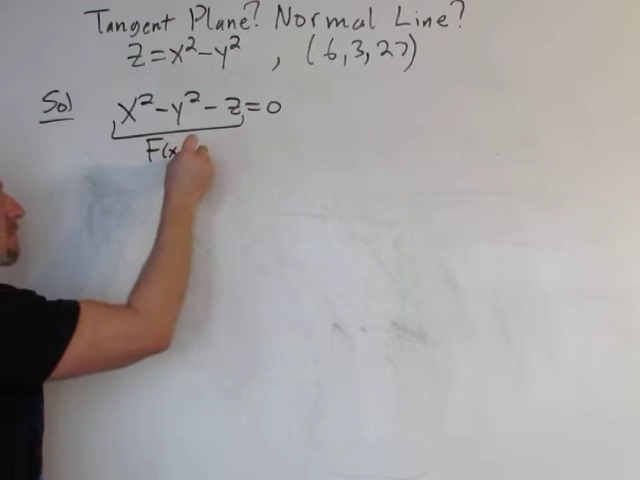 Tangent Plane? Normal Line?
z=x²-y² , (6,3,27)
Sol x²-y²-z=0
F(x